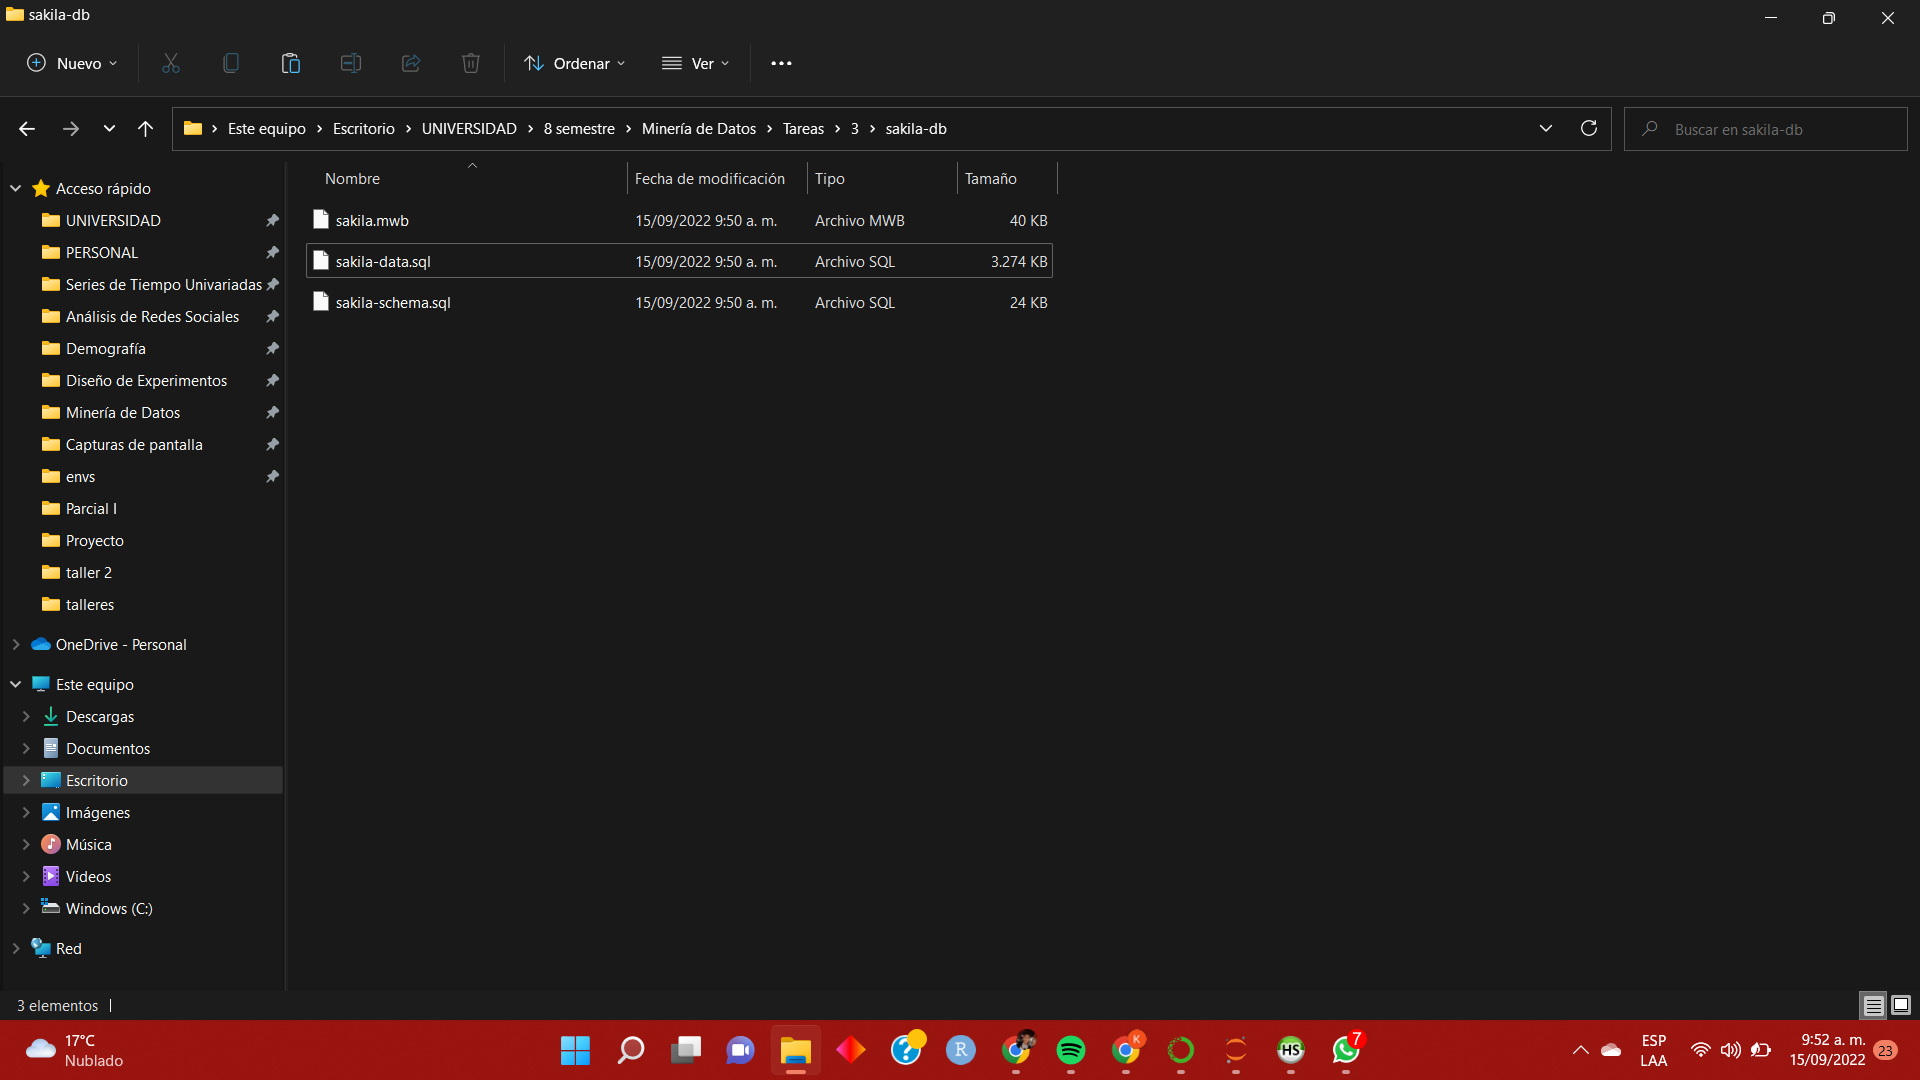 sakila-db
Nuevo
Ordenar
Ver
Este equipo > Escritorio > UNIVERSIDAD > 8 semestre > Minería de Datos > Tareas > 3 > sakila-db
Buscar en sakila-db
Nombre Fecha de modificación Tipo Tamaño
sakila.mwb 15/09/2022 9:50 a. m. Archivo MWB 40 KB
sakila-data.sql 15/09/2022 9:50 a. m. Archivo SQL 3.274 KB
sakila-schema.sql 15/09/2022 9:50 a. m. Archivo SQL 24 KB
Acceso rápido
UNIVERSIDAD
PERSONAL
Series de Tiempo Univariadas
Análisis de Redes Sociales
Demografía
Diseño de Experimentos
Minería de Datos
Capturas de pantalla
envs
Parcial I
Proyecto
taller 2
talleres
OneDrive - Personal
Este equipo
Descargas
Documentos
Escritorio
Imágenes
Música
Videos
Windows (C:)
Red
3 elementos
17°C
Nublado
R
K
HS
7
ESP
LAA
9:52 a. m.
15/09/2022
23